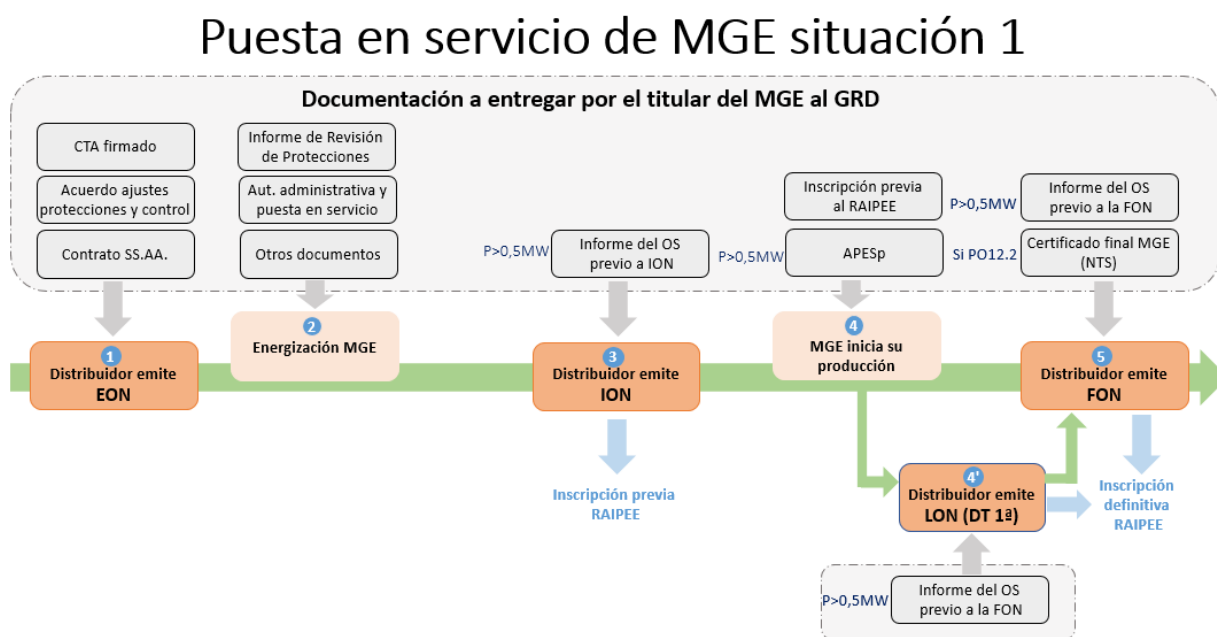 Puesta en servicio de MGE situación 1
Documentación a entregar por el titular del MGE al GRD
CTA firmado
Acuerdo ajustes
protecciones y control
Contrato SS.AA.
Informe de Revisión
de Protecciones
Aut. administrativa y
puesta en servicio
Otros documentos
P>0,5MW
Informe del OS
previo a ION
Inscripción previa
al RAIPEE
P>0,5MW
APESp
P>0,5MW
Informe del OS
previo a la FON
Si PO12.2
Certificado final MGE
(NTS)
1
Distribuidor emite
EON
2
Energización MGE
3
Distribuidor emite
ION
4
MGE inicia su
producción
5
Distribuidor emite
FON
Inscripción previa
RAIPEE
4'
Distribuidor emite
LON (DT 1ª)
Inscripción
definitiva
RAIPEE
P>0,5MW
Informe del OS
previo a la FON